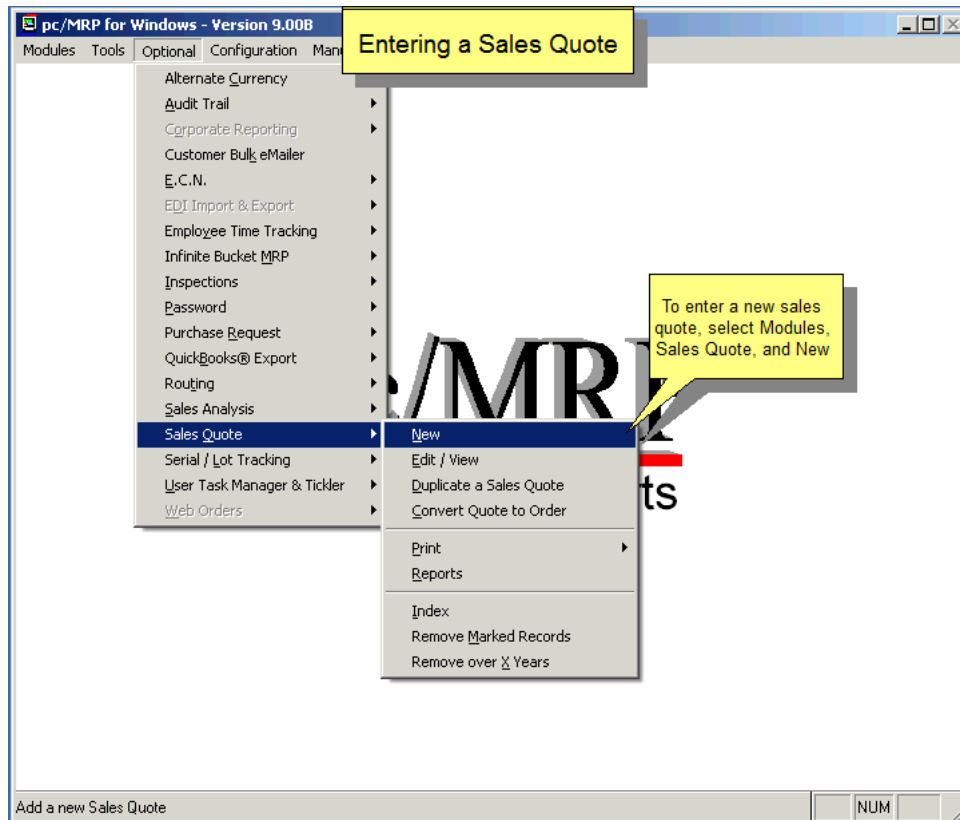 pc/MRP for Windows - Version 9.00B
Entering a Sales Quote
Modules Tools Optional Configuration
Alternate Currency
Audit Trail
Corporate Reporting
Customer Bulk eMailer
E.C.N.
EDI Import & Export
Employee Time Tracking
Infinite Bucket MRP
Inspections
Password
Purchase Request
QuickBooks® Export
Routing
Sales Analysis
Sales Quote
Serial / Lot Tracking
User Task Manager & Tickler
Web Orders
To enter a new sales
quote, select Modules,
Sales Quote, and New
/MRP
New
Edit / View
Duplicate a Sales Quote
Convert Quote to Order
Print
Reports
Index
Remove Marked Records
Remove over X Years
Add a new Sales Quote
NUM